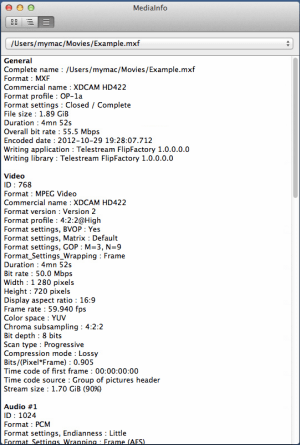 MediaInfo
/Users/mymac/Movies/Example.mxf
General
Complete name : /Users/mymac/Movies/Example.mxf
Format : MXF
Commercial name : XDCAM HD422
Format profile : OP-1a
Format settings : Closed / Complete
File size : 1.89 GiB
Duration : 4mn 52s
Overall bit rate : 55.5 Mbps
Encoded date : 2012-10-29 19:28:07.712
Writing application : Telestream FlipFactory 1.0.0.0.0
Writing library : Telestream FlipFactory 1.0.0.0.0
Video
ID : 768
Format : MPEG Video
Commercial name : XDCAM HD422
Format version : Version 2
Format profile : 4:2:2@High
Format settings, BVOP : Yes
Format settings, Matrix : Default
Format settings, GOP : M=3, N=9
Format_Settings_Wrapping : Frame
Duration : 4mn 52s
Bit rate : 50.0 Mbps
Width : 1 280 pixels
Height : 720 pixels
Display aspect ratio : 16:9
Frame rate : 59.940 fps
Color space : YUV
Chroma subsampling : 4:2:2
Bit depth : 8 bits
Scan type : Progressive
Compression mode : Lossy
Bits/(Pixel*Frame) : 0.905
Time code of first frame : 00:00:00:00
Time code source : Group of pictures header
Stream size : 1.70 GiB (90%)
Audio #1
ID : 1024
Format : PCM
Format settings, Endianness : Little
Format_Settings_Wrapping : Frame (AES)